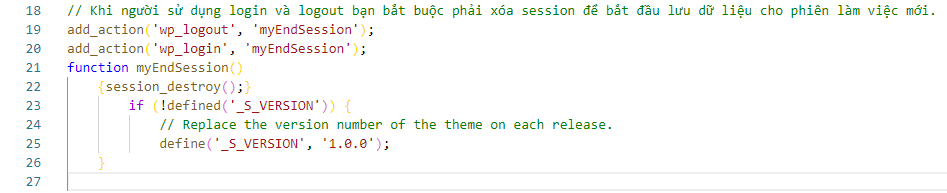 18 // Khi người sử dụng login và logout bạn bắt buộc phải xóa session để bắt đầu lưu dữ liệu cho phiên làm việc mới.
19 add_action('wp_logout', 'myEndSession');
20 add_action('wp_login', 'myEndSession');
21 function myEndSession()
22 {session_destroy();}
23 if (!defined('_S_VERSION')) {
24 // Replace the version number of the theme on each release.
25 define('_S_VERSION', '1.0.0');
26 }
27